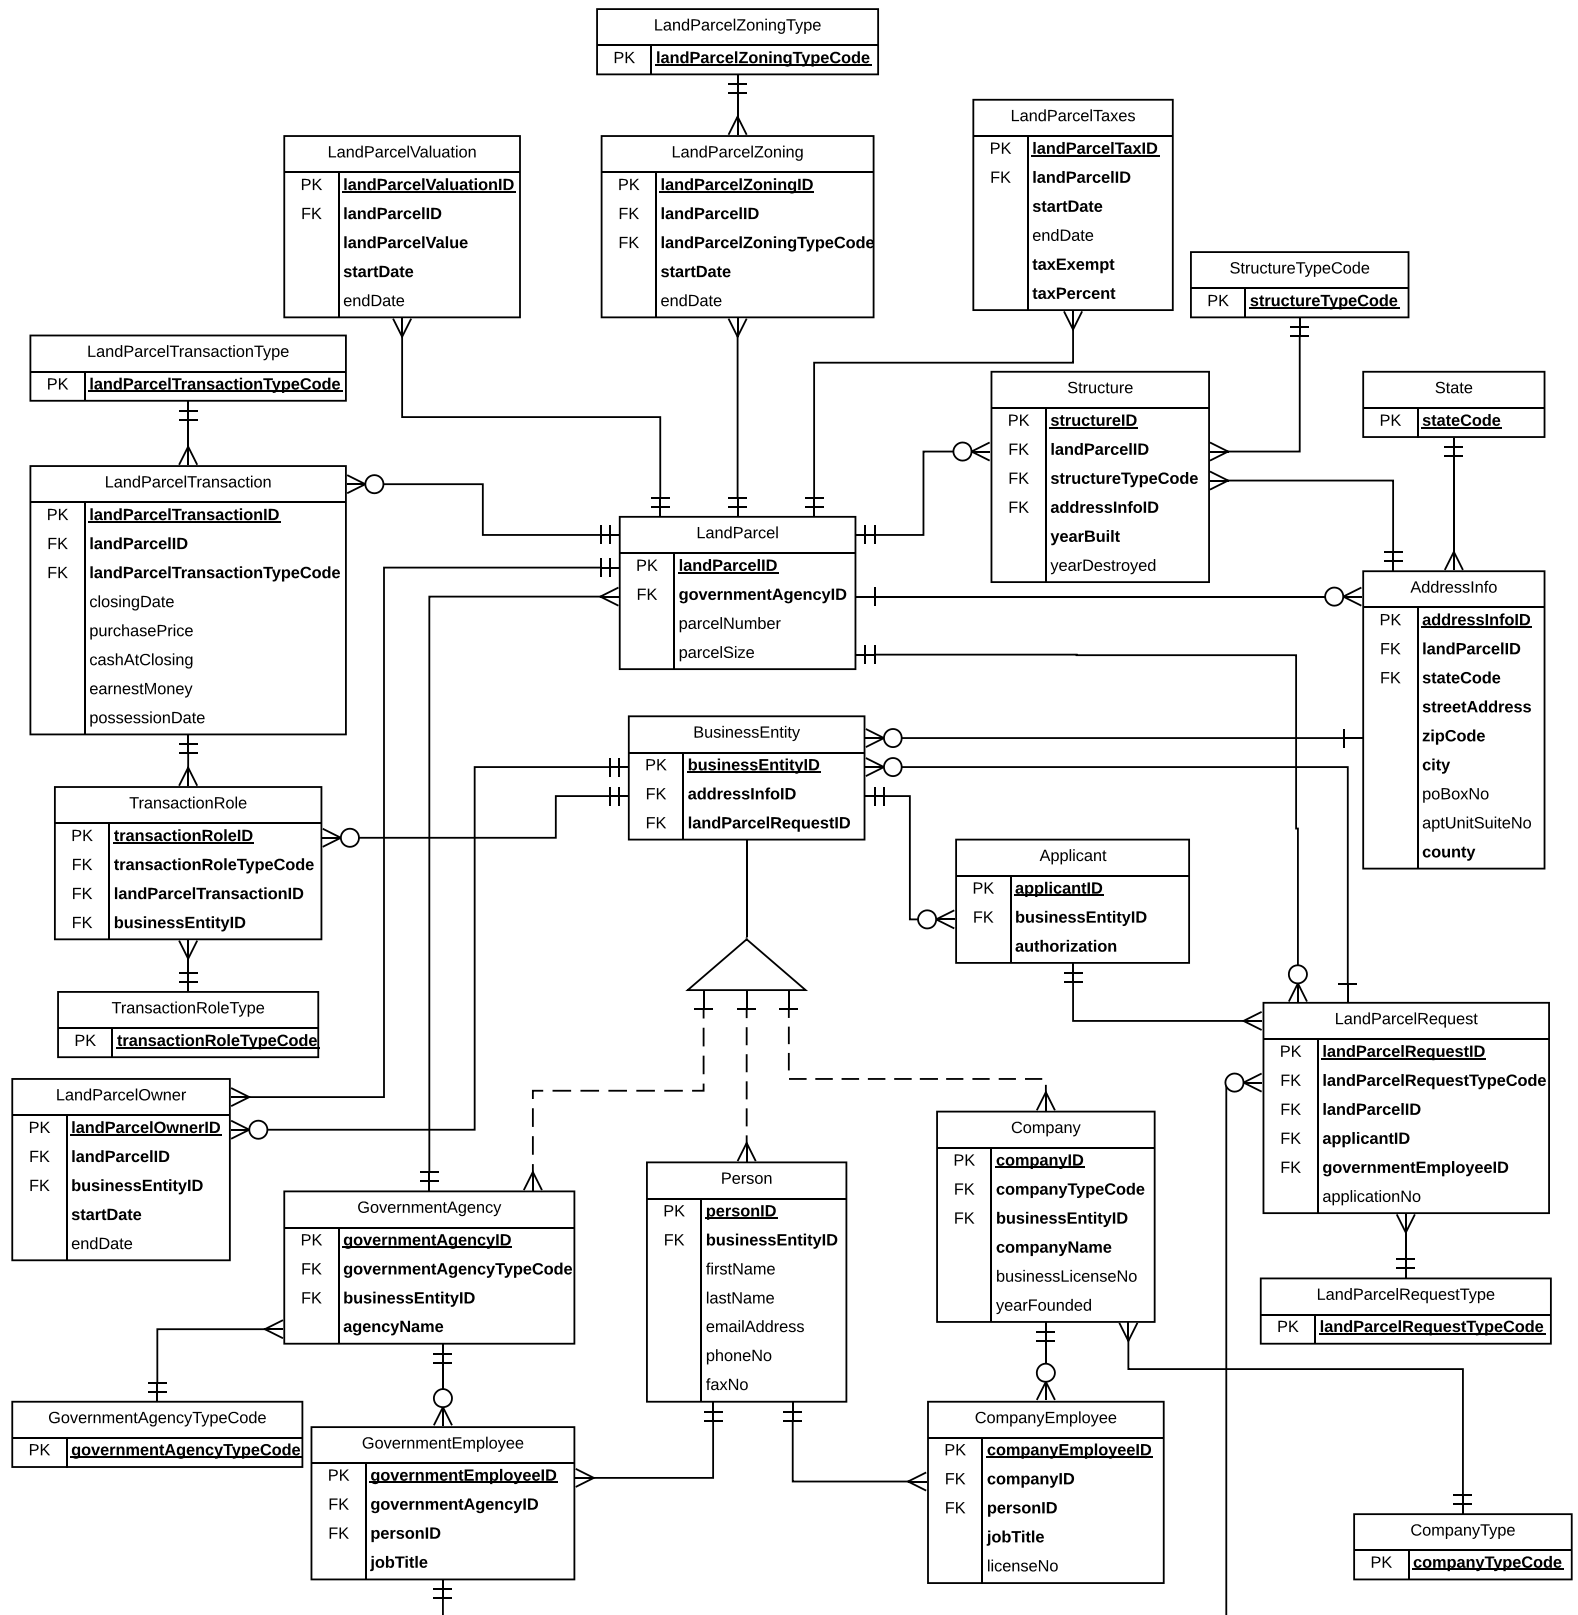 LandParcelZoningType
PK landParcelZoningTypeCode
LandParcelValuation
PK landParcelValuationID
FK landParcelID
landParcelValue
startDate
endDate
LandParcelZoning
PK landParcelZoningID
FK landParcelID
FK landParcelZoningTypeCode
startDate
endDate
LandParcelTaxes
PK landParcelTaxID
FK landParcelID
startDate
endDate
taxExempt
taxPercent
StructureTypeCode
PK structureTypeCode
LandParcelTransactionType
PK landParcelTransactionTypeCode
Structure
PK structureID
FK landParcelID
FK structureTypeCode
FK addressInfoID
yearBuilt
yearDestroyed
State
PK stateCode
LandParcelTransaction
PK landParcelTransactionID
FK landParcelID
FK landParcelTransactionTypeCode
closingDate
purchasePrice
cashAtClosing
earnestMoney
possessionDate
LandParcel
PK landParcelID
FK governmentAgencyID
parcelNumber
parcelSize
AddressInfo
PK addressInfoID
FK landParcelID
FK stateCode
streetAddress
zipCode
city
poBoxNo
aptUnitSuiteNo
county
BusinessEntity
PK businessEntityID
FK addressInfoID
FK landParcelRequestID
TransactionRole
PK transactionRoleID
FK transactionRoleTypeCode
FK landParcelTransactionID
FK businessEntityID
Applicant
PK applicantID
FK businessEntityID
authorization
TransactionRoleType
PK transactionRoleTypeCode
LandParcelRequest
PK landParcelRequestID
FK landParcelRequestTypeCode
FK landParcelID
FK applicantID
FK governmentEmployeeID
applicationNo
LandParcelOwner
PK landParcelOwnerID
FK landParcelID
FK businessEntityID
startDate
endDate
Company
PK companyID
FK companyTypeCode
FK businessEntityID
companyName
businessLicenseNo
yearFounded
Person
PK personID
FK businessEntityID
firstName
lastName
emailAddress
phoneNo
faxNo
GovernmentAgency
PK governmentAgencyID
FK governmentAgencyTypeCode
FK businessEntityID
agencyName
LandParcelRequestType
PK landParcelRequestTypeCode
GovernmentAgencyTypeCode
PK governmentAgencyTypeCode
GovernmentEmployee
PK governmentEmployeeID
FK governmentAgencyID
FK personID
jobTitle
CompanyEmployee
PK companyEmployeeID
FK companyID
FK personID
jobTitle
licenseNo
CompanyType
PK companyTypeCode